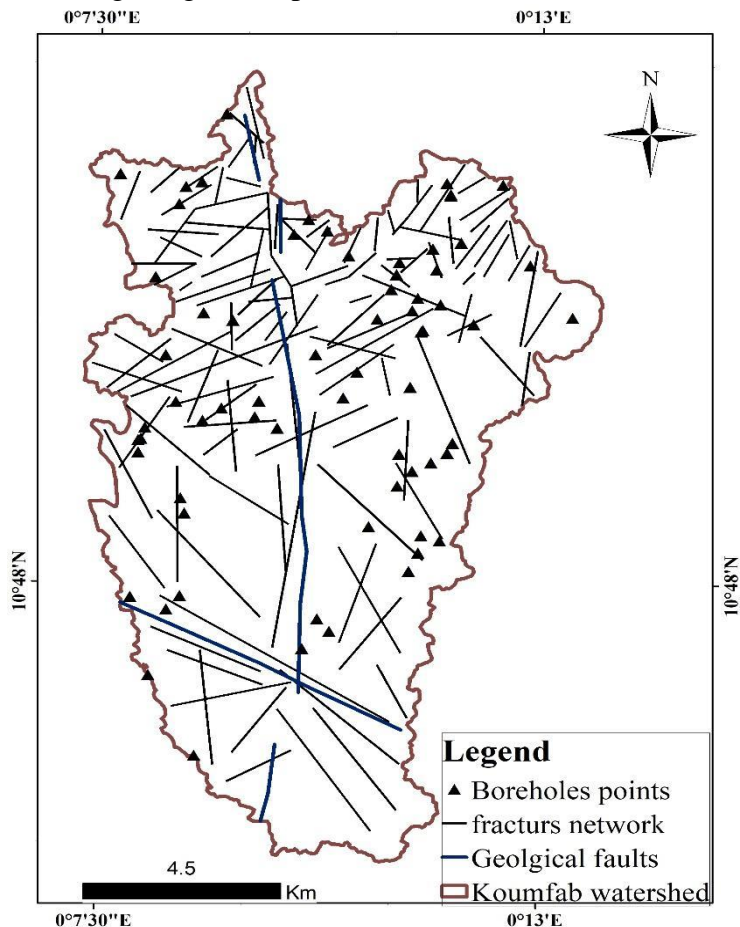 0°7'30"E 0°13'E
N
10°48'N 10°48'N
Legend
Boreholes points
fracturs network
Geolgical faults
Koumfab watershed
4.5
Km
0°7'30"E 0°13'E